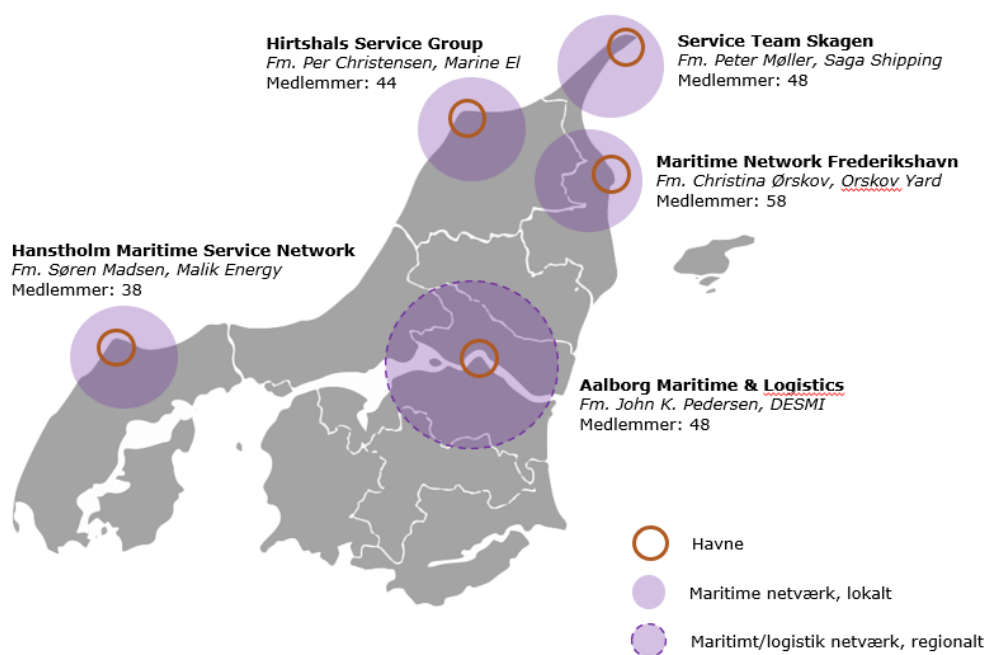 Hirtshals Service Group
Fm. Per Christensen, Marine El
Medlemmer: 44
Service Team Skagen
Fm. Peter Møller, Saga Shipping
Medlemmer: 48
Maritime Network Frederikshavn
Fm. Christina Ørskov, Orskov Yard
Medlemmer: 58
Hanstholm Maritime Service Network
Fm. Søren Madsen, Malik Energy
Medlemmer: 38
Aalborg Maritime & Logistics
Fm. John K. Pedersen, DESMI
Medlemmer: 48
Havne
Maritime netværk, lokalt
Maritimt/logistik netværk, regionalt